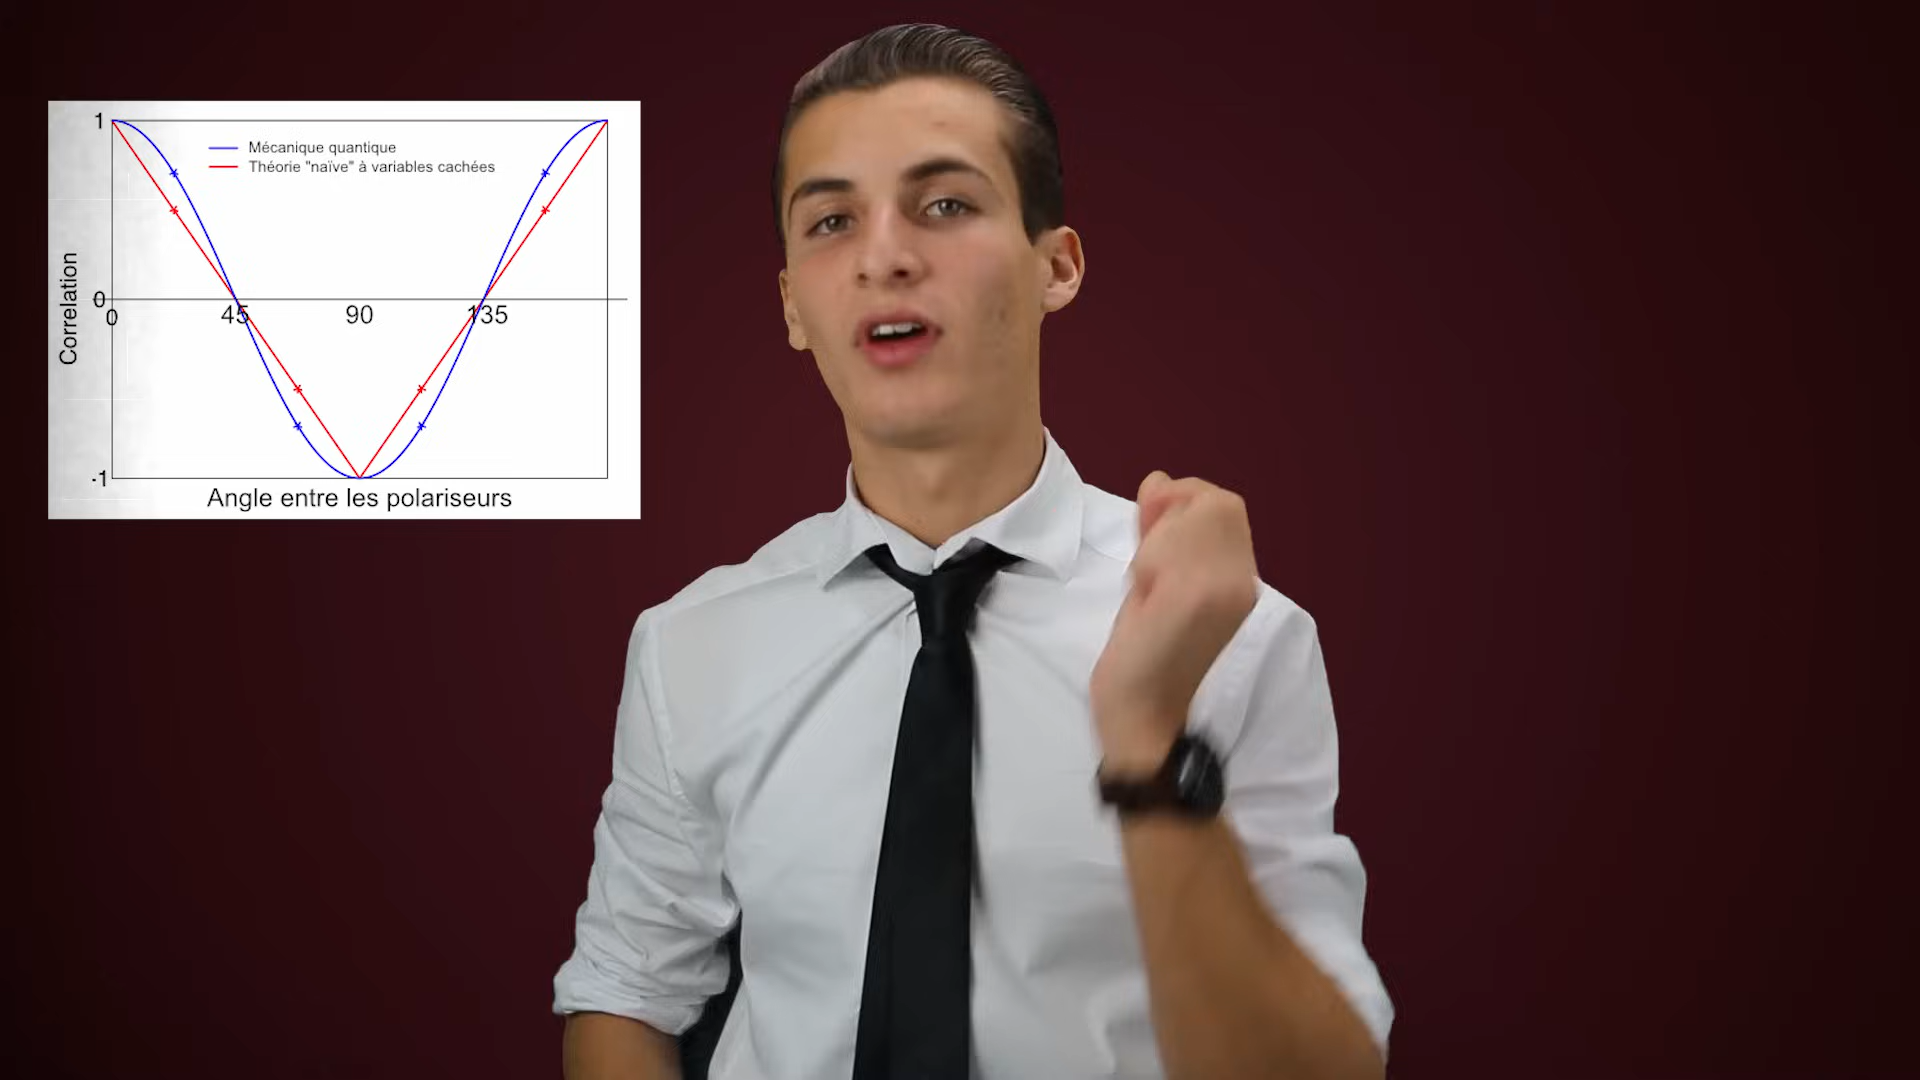 1
Mécanique quantique
Théorie "naïve" à variables cachées
Correlation
0
0
45
90
135
-1
Angle entre les polariseurs